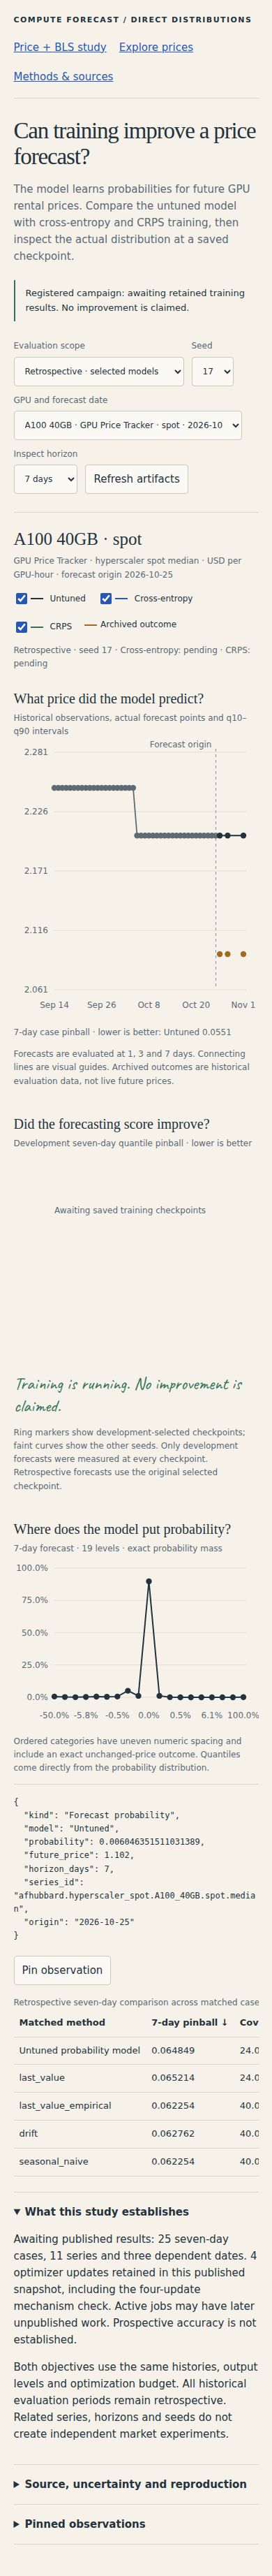 COMPUTE FORECAST / DIRECT DISTRIBUTIONS
Price + BLS study Explore prices
Methods & sources
Can training improve a price
forecast?
The model learns probabilities for future GPU
rental prices. Compare the untuned model
with cross-entropy and CRPS training, then
inspect the actual distribution at a saved
checkpoint.
Registered campaign: awaiting retained training
results. No improvement is claimed.
Evaluation scope Seed
Retrospective · selected models 17
GPU and forecast date
A100 40GB · GPU Price Tracker · spot · 2026-10
Inspect horizon
7 days Refresh artifacts
A100 40GB · spot
GPU Price Tracker · hyperscaler spot median · USD per
GPU-hour · forecast origin 2026-10-25
Untuned Cross-entropy
CRPS Archived outcome
Retrospective · seed 17 · Cross-entropy: pending · CRPS:
pending
What price did the model predict?
Historical observations, actual forecast points and q10–
q90 intervals
Forecast origin
2.281
2.226
2.171
2.116
2.061
Sep 14 Sep 26 Oct 8 Oct 20 Nov 1
7-day case pinball · lower is better: Untuned 0.0551
Forecasts are evaluated at 1, 3 and 7 days. Connecting
lines are visual guides. Archived outcomes are historical
evaluation data, not live future prices.
Did the forecasting score improve?
Development seven-day quantile pinball · lower is better
Awaiting saved training checkpoints
Training is running. No improvement is
claimed.
Ring markers show development-selected checkpoints;
faint curves show the other seeds. Only development
forecasts were measured at every checkpoint.
Retrospective forecasts use the original selected
checkpoint.
Where does the model put probability?
7-day forecast · 19 levels · exact probability mass
100.0%
75.0%
50.0%
25.0%
0.0%
-50.0% -5.8% -0.5% 0.0% 0.5% 6.1% 100.0%
Ordered categories have uneven numeric spacing and
include an exact unchanged-price outcome. Quantiles
come directly from the probability distribution.
{
"kind": "Forecast probability",
"model": "Untuned",
"probability": 0.006046351511031389,
"future_price": 1.102,
"horizon_days": 7,
"series_id":
"afhubbard.hyperscaler_spot.A100_40GB.spot.media
n",
"origin": "2026-10-25"
}
Pin observation
Retrospective seven-day comparison across matched case
Matched method 7-day pinball ↓ Cov
Untuned probability model 0.064849 24.0
last_value 0.065214 24.0
last_value_empirical 0.062254 40.0
drift 0.062762 40.0
seasonal_naive 0.062254 40.0
What this study establishes
Awaiting published results: 25 seven-day
cases, 11 series and three dependent dates. 4
optimizer updates retained in this published
snapshot, including the four-update
mechanism check. Active jobs may have later
unpublished work. Prospective accuracy is not
established.
Both objectives use the same histories, output
levels and optimization budget. All historical
evaluation periods remain retrospective.
Related series, horizons and seeds do not
create independent market experiments.
Source, uncertainty and reproduction
Pinned observations